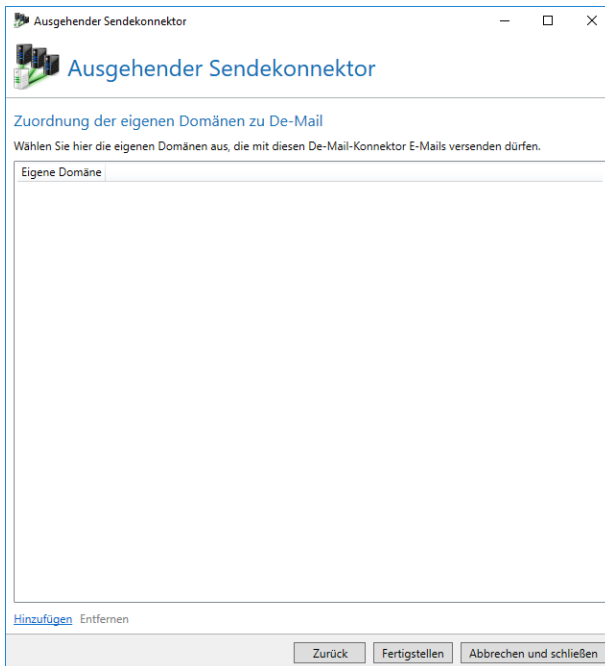 Ausgehender Sendekonnektor
Ausgehender Sendekonnektor
Zuordnung der eigenen Domänen zu De-Mail
Wählen Sie hier die eigenen Domänen aus, die mit diesen De-Mail-Konnektor E-Mails versenden dürfen.
Eigene Domäne
Hinzufügen Entfernen
Zurück Fertigstellen Abbrechen und schließen